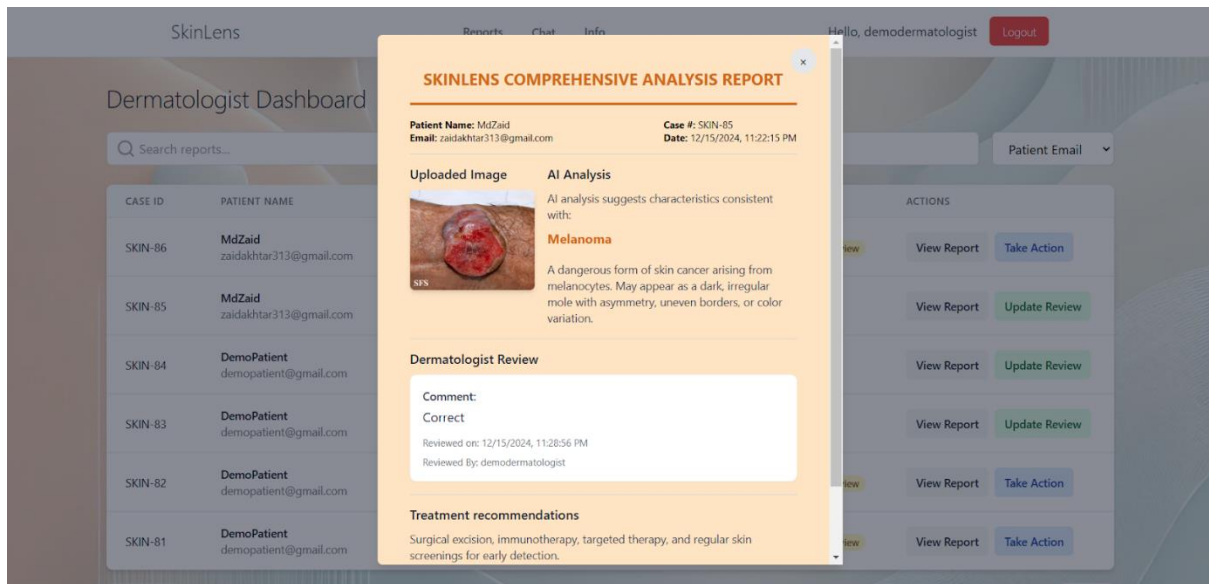 SkinLens
Reports Chat Info
Hello, demodermatologist
Logout
Dermatologist Dashboard
Search reports...
Patient Email
CASE ID PATIENT NAME ACTIONS
SKIN-86
MdZaid
zaidakhtar313@gmail.com
View Report Take Action
SKIN-85
MdZaid
zaidakhtar313@gmail.com
View Report Update Review
SKIN-84
DemoPatient
demopatient@gmail.com
View Report Update Review
SKIN-83
DemoPatient
demopatient@gmail.com
View Report Update Review
SKIN-82
DemoPatient
demopatient@gmail.com
View Report Take Action
SKIN-81
DemoPatient
demopatient@gmail.com
View Report Take Action
×
SKINLENS COMPREHENSIVE ANALYSIS REPORT
Patient Name: MdZaid
Email: zaidakhtar313@gmail.com
Case #: SKIN-85
Date: 12/15/2024, 11:22:15 PM
Uploaded Image
SFS
AI Analysis
AI analysis suggests characteristics consistent
with:
Melanoma
A dangerous form of skin cancer arising from
melanocytes. May appear as a dark, irregular
mole with asymmetry, uneven borders, or color
variation.
Dermatologist Review
Comment:
Correct
Reviewed on: 12/15/2024, 11:28:56 PM
Reviewed By: demodermatologist
Treatment recommendations
Surgical excision, immunotherapy, targeted therapy, and regular skin
screenings for early detection.